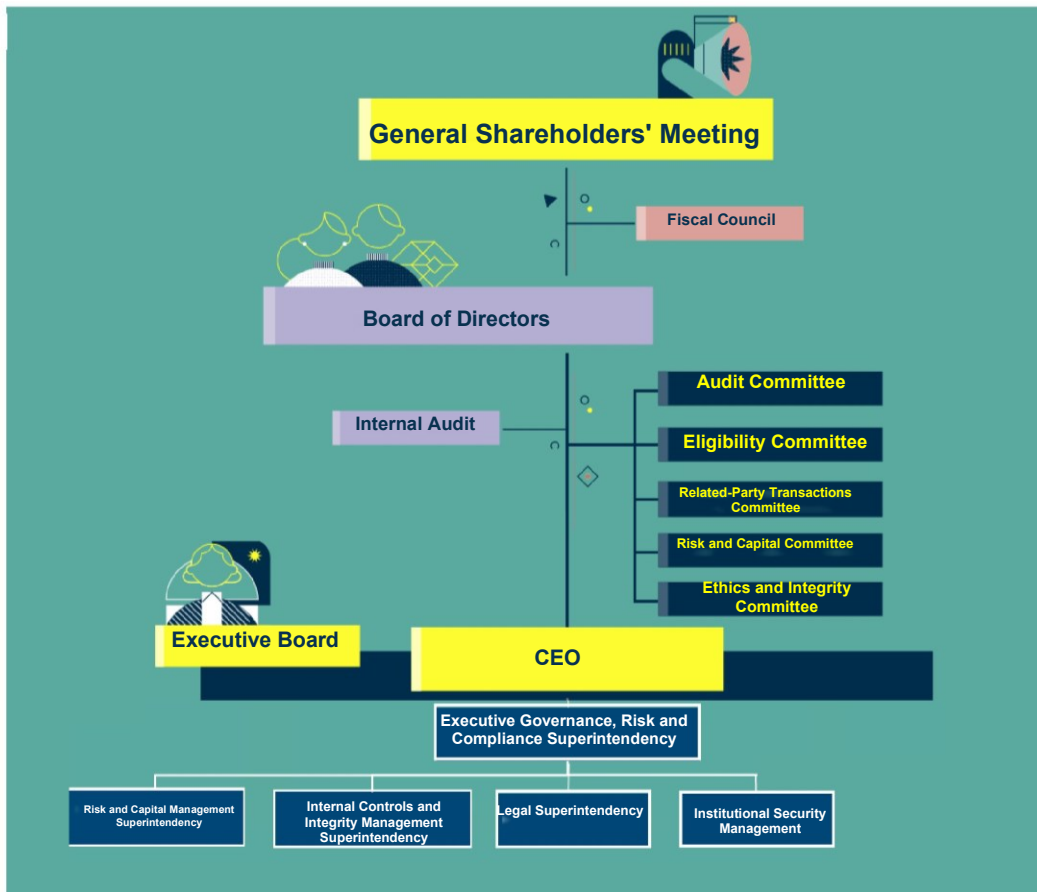 General Shareholders' Meeting
Fiscal Council
Board of Directors
Audit Committee
Internal Audit
Eligibility Committee
Related-Party Transactions
Committee
Risk and Capital Committee
Ethics and Integrity
Committee
Executive Board
CEO
Executive Governance, Risk and
Compliance Superintendency
Risk and Capital Management
Superintendency
Internal Controls and
Integrity Management
Superintendency
Legal Superintendency
Institutional Security
Management